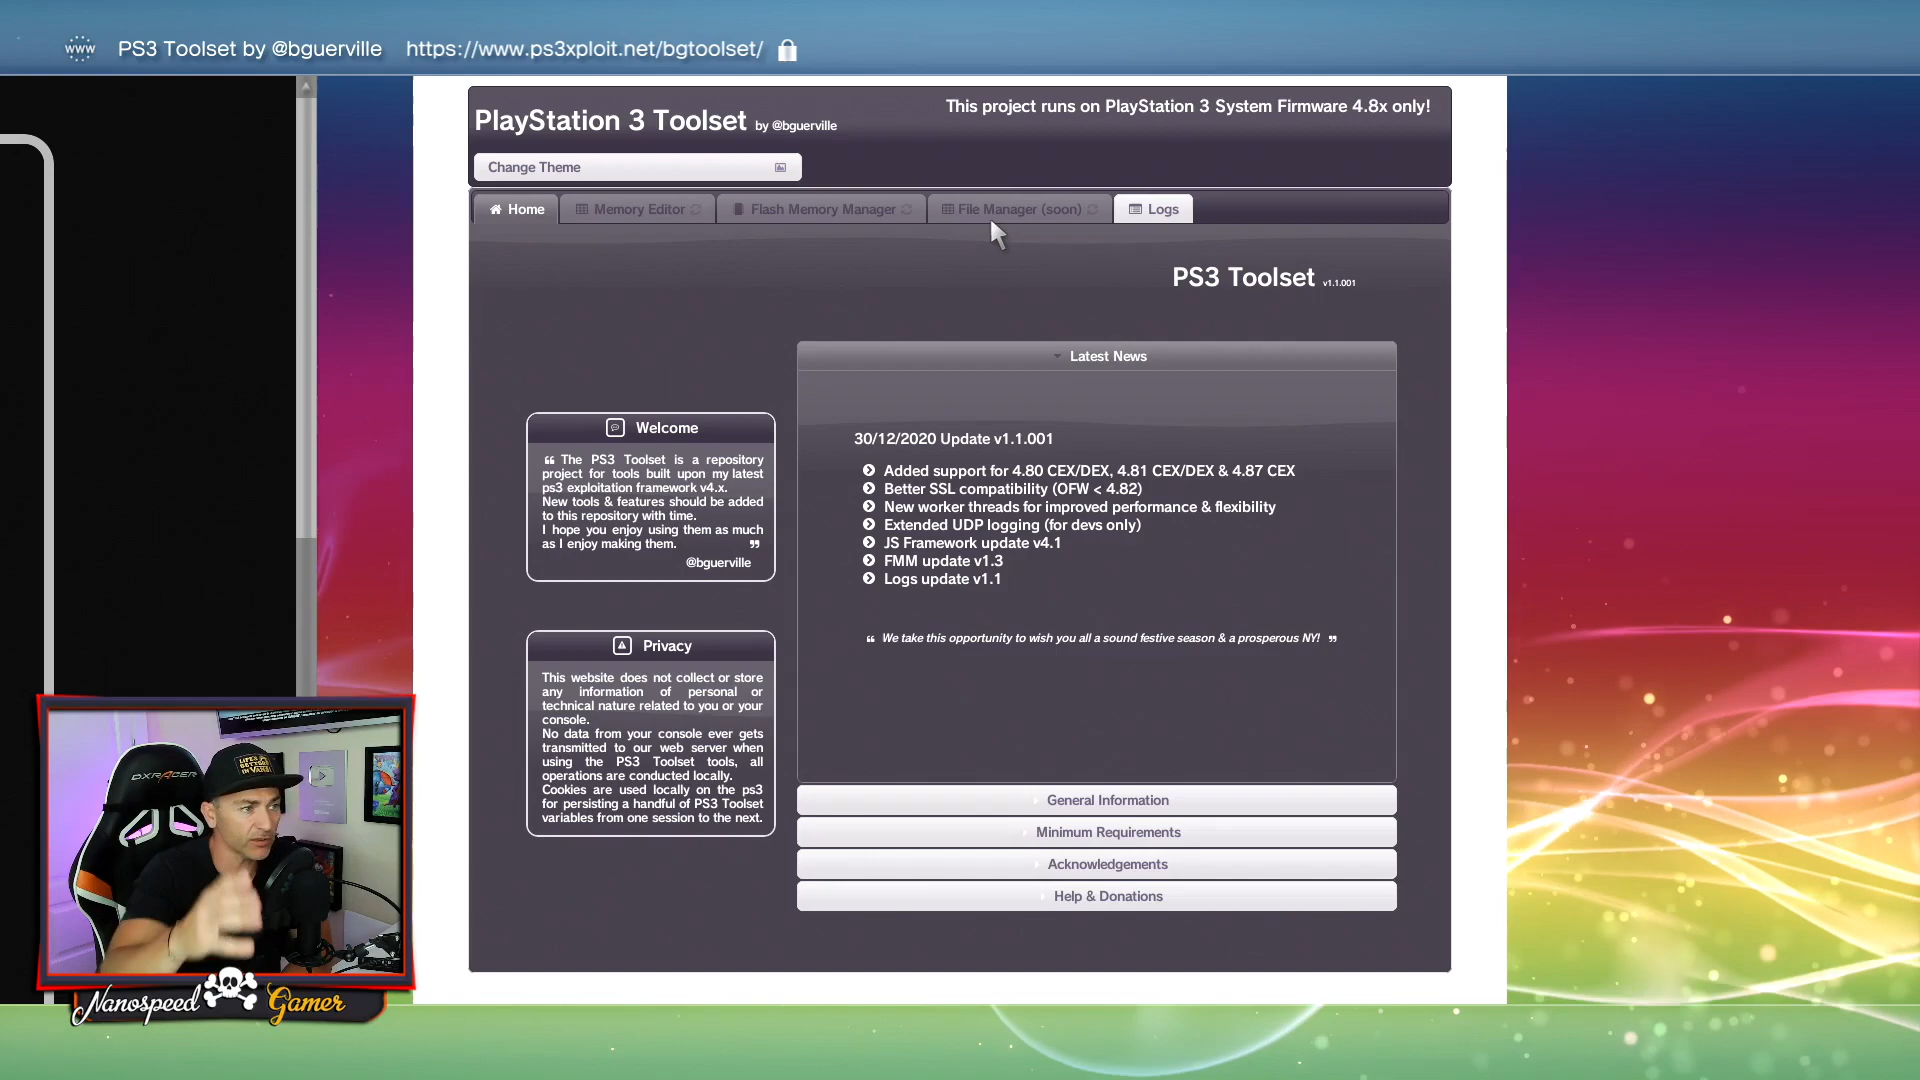 PS3 Toolset by @bguerville https://www.ps3xploit.net/bgtoolset/
PlayStation 3 Toolset by @bguerville
This project runs on PlayStation 3 System Firmware 4.8x only!
Change Theme
Home Memory Editor Flash Memory Manager File Manager (soon) Logs
PS3 Toolset v1.1.001
Welcome
❝ The PS3 Toolset is a repository
project for tools built upon my latest
ps3 exploitation framework v4.x.
New tools & features should be added
to this repository with time.
I hope you enjoy using them as much
as I enjoy making them. ❞
@bguerville
Privacy
This website does not collect or store
any information of personal or
technical nature related to you or your
console.
No data from your console ever gets
transmitted to our web server when
using the PS3 Toolset tools, all
operations are conducted locally.
Cookies are used locally on the ps3
for persisting a handful of PS3 Toolset
variables from one session to the next.
Latest News
30/12/2020 Update v1.1.001
Added support for 4.80 CEX/DEX, 4.81 CEX/DEX & 4.87 CEX
Better SSL compatibility (OFW < 4.82)
New worker threads for improved performance & flexibility
Extended UDP logging (for devs only)
JS Framework update v4.1
FMM update v1.3
Logs update v1.1
❝ We take this opportunity to wish you all a sound festive season & a prosperous NY! ❞
General Information
Minimum Requirements
Acknowledgements
Help & Donations
DXRACER
Nanospeed Gamer